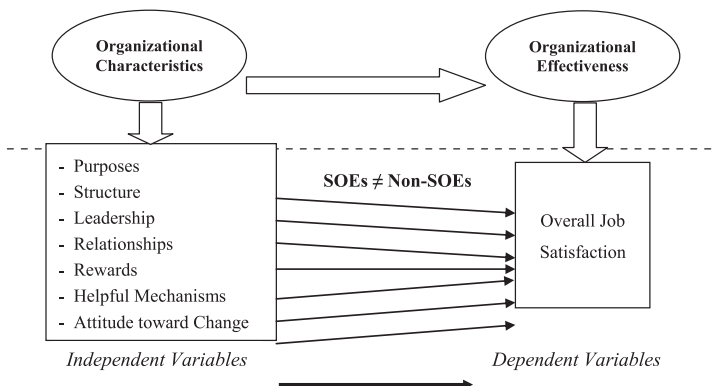 Organizational
Characteristics
Organizational
Effectiveness
- Purposes
- Structure
- Leadership
- Relationships
- Rewards
- Helpful Mechanisms
- Attitude toward Change
SOEs ≠ Non-SOEs
Overall Job
Satisfaction
Independent Variables
Dependent Variables